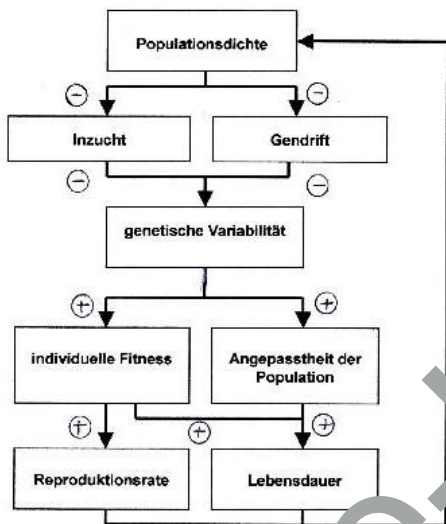 Populationsdichte
⊖ ⊖
Inzucht Gendrift
⊖ ⊖
genetische Variabilität
⊕ ⊕
individuelle Fitness Angepasstheit der
Population
⊕ ⊕ ⊕
Reproduktionsrate Lebensdauer